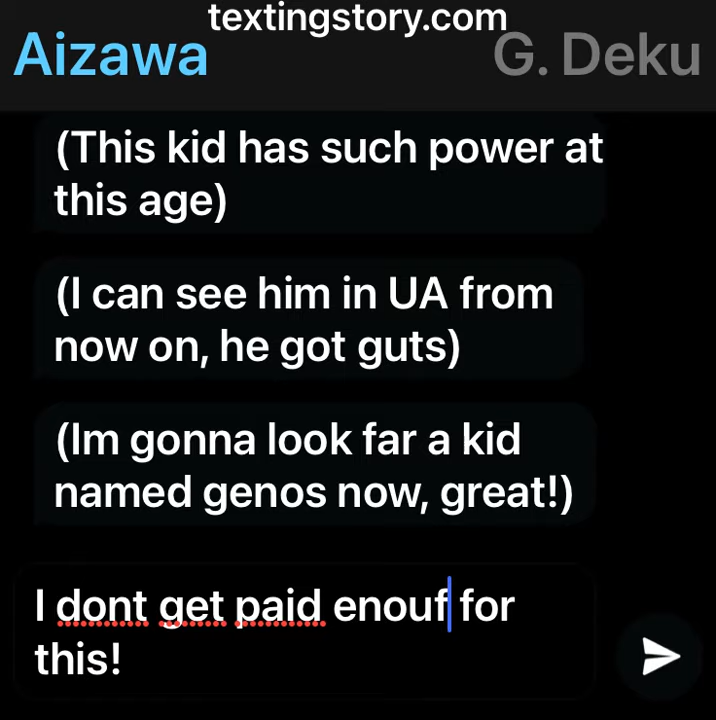 textingstory.com
Aizawa
G. Deku
(This kid has such power at
this age)
(I can see him in UA from
now on, he got guts)
(Im gonna look far a kid
named genos now, great!)
I dont get paid enouf for
this!